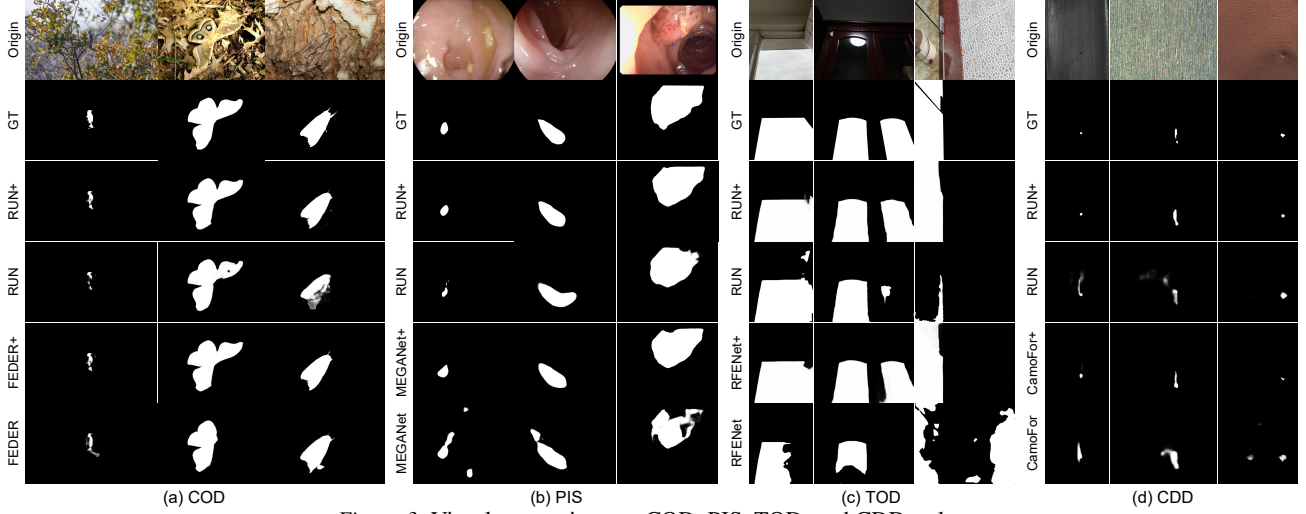 Origin
GT
RUN+
RUN
FEDER+
FEDER
(a) COD
Origin
GT
RUN+
RUN
MEGANet+
MEGANet
(b) PIS
Origin
GT
RUN+
RUN
RFENet+
RFENet
(c) TOD
Origin
GT
RUN+
RUN
CamoFor+
CamoFor
(d) CDD